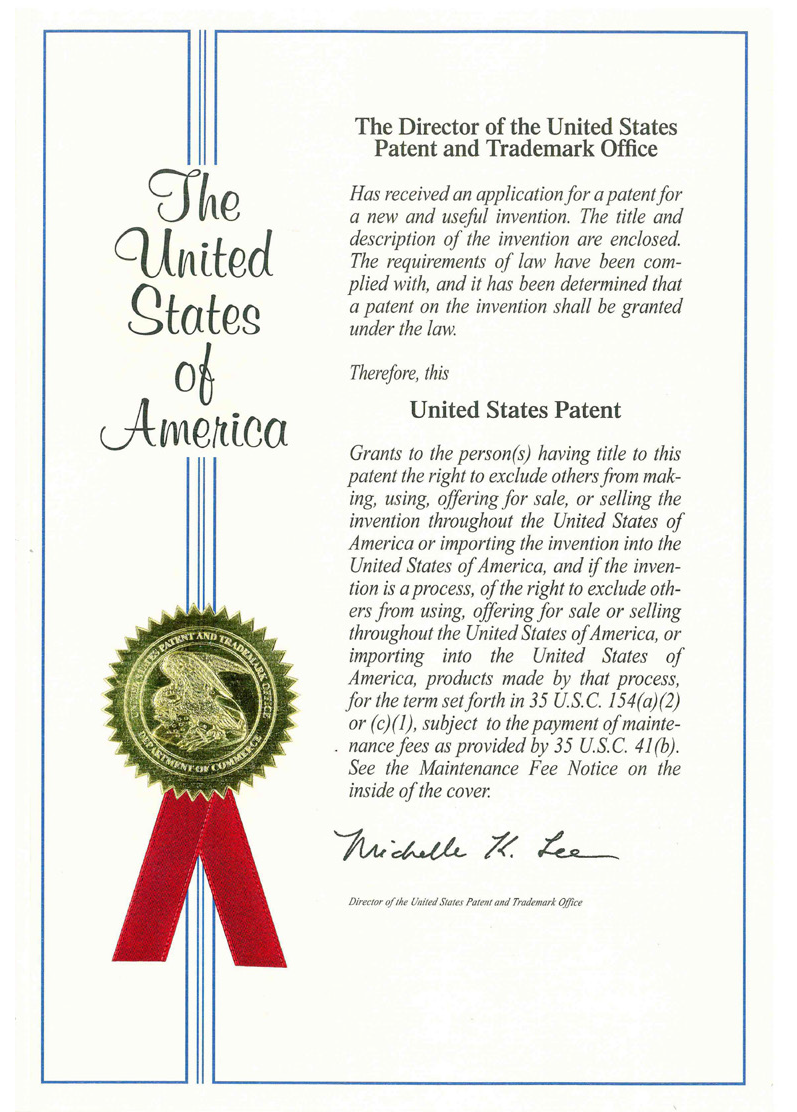 The
United
States
of
America
UNITED STATES PATENT AND TRADEMARK OFFICE
DEPARTMENT OF COMMERCE
The Director of the United States
Patent and Trademark Office
Has received an application for a patent for
a new and useful invention. The title and
description of the invention are enclosed.
The requirements of law have been com-
plied with, and it has been determined that
a patent on the invention shall be granted
under the law.
Therefore, this
United States Patent
Grants to the person(s) having title to this
patent the right to exclude others from mak-
ing, using, offering for sale, or selling the
invention throughout the United States of
America or importing the invention into the
United States of America, and if the inven-
tion is a process, of the right to exclude oth-
ers from using, offering for sale or selling
throughout the United States of America, or
importing into the United States of
America, products made by that process,
for the term set forth in 35 U.S.C. 154(a)(2)
or (c)(1), subject to the payment of mainte-
nance fees as provided by 35 U.S.C. 41(b).
See the Maintenance Fee Notice on the
inside of the cover.
Michelle K. Lee
Director of the United States Patent and Trademark Office